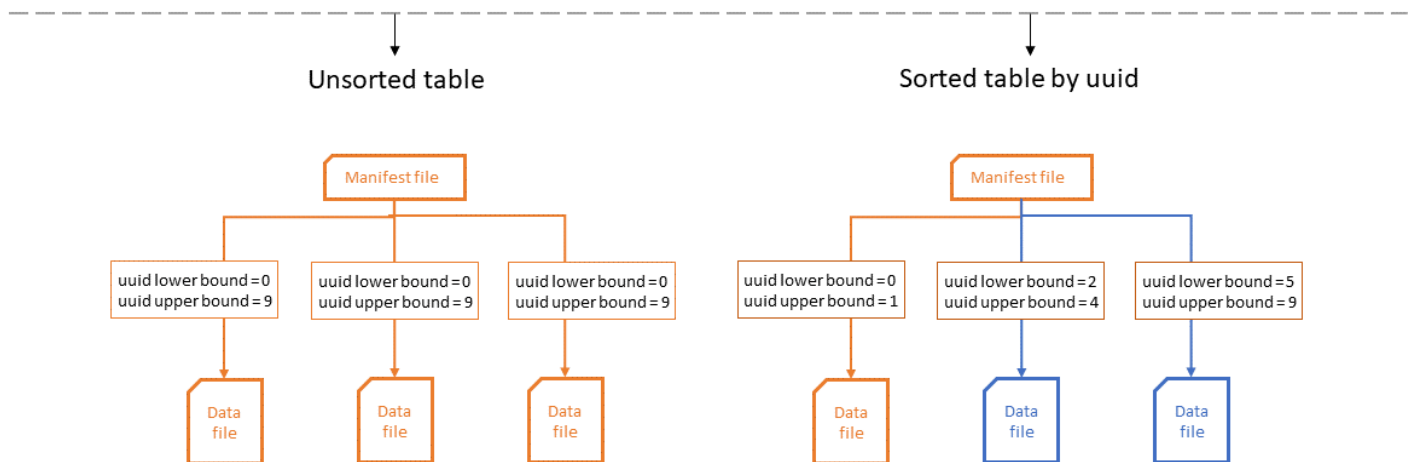 Unsorted table
Manifest file
uuid lower bound = 0
uuid upper bound = 9
uuid lower bound = 0
uuid upper bound = 9
uuid lower bound = 0
uuid upper bound = 9
Data
file
Data
file
Data
file
Sorted table by uuid
Manifest file
uuid lower bound = 0
uuid upper bound = 1
uuid lower bound = 2
uuid upper bound = 4
uuid lower bound = 5
uuid upper bound = 9
Data
file
Data
file
Data
file